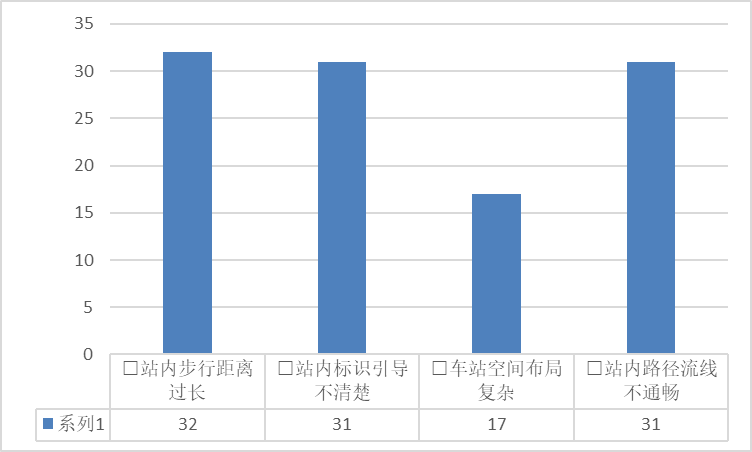 35
30
25
20
15
10
5
0
□站内步行距离
过长
□站内标识引导
不清楚
□车站空间布局
复杂
□站内路径流线
不通畅
系列1 32 31 17 31